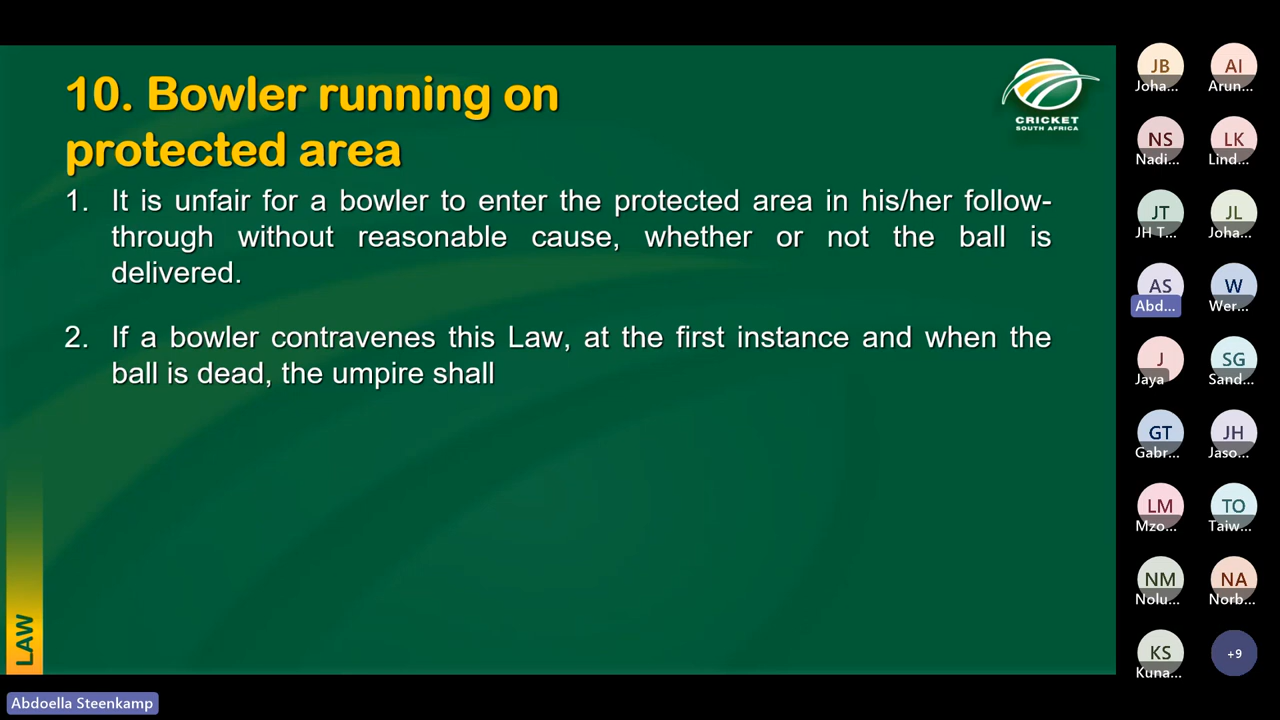 10. Bowler running on
protected area
CRICKET
SOUTH AFRICA
1. It is unfair for a bowler to enter the protected area in his/her follow-
through without reasonable cause, whether or not the ball is
delivered.
2. If a bowler contravenes this Law, at the first instance and when the
ball is dead, the umpire shall
LAW
Abdoella Steenkamp
JB
Joha...
AI
Arun...
NS
Nadi...
LK
Lind...
JT
JH T...
JL
Joha...
AS
Abd...
W
Wer...
J
Jaya
SG
Sand...
GT
Gabr...
JH
Jaso...
LM
Mzo...
TO
Taiw...
NM
Nolu...
NA
Norb...
KS
Kuna...
+9